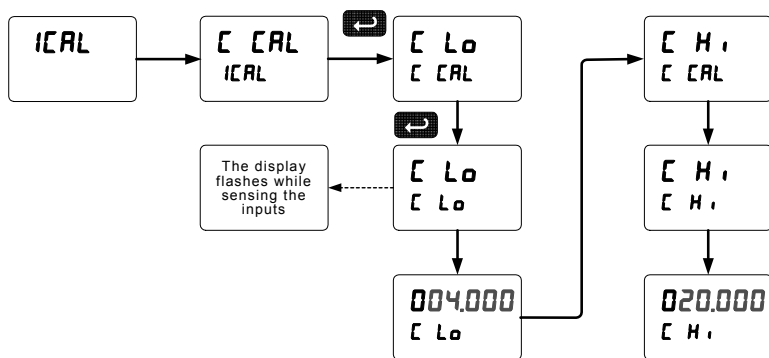 ICAL
C CAL
ICAL
C Lo
C CAL
C Lo
C Lo
The display
flashes while
sensing the
inputs
004.000
C Lo
C Hi
C CAL
C Hi
C Hi
020.000
C Hi